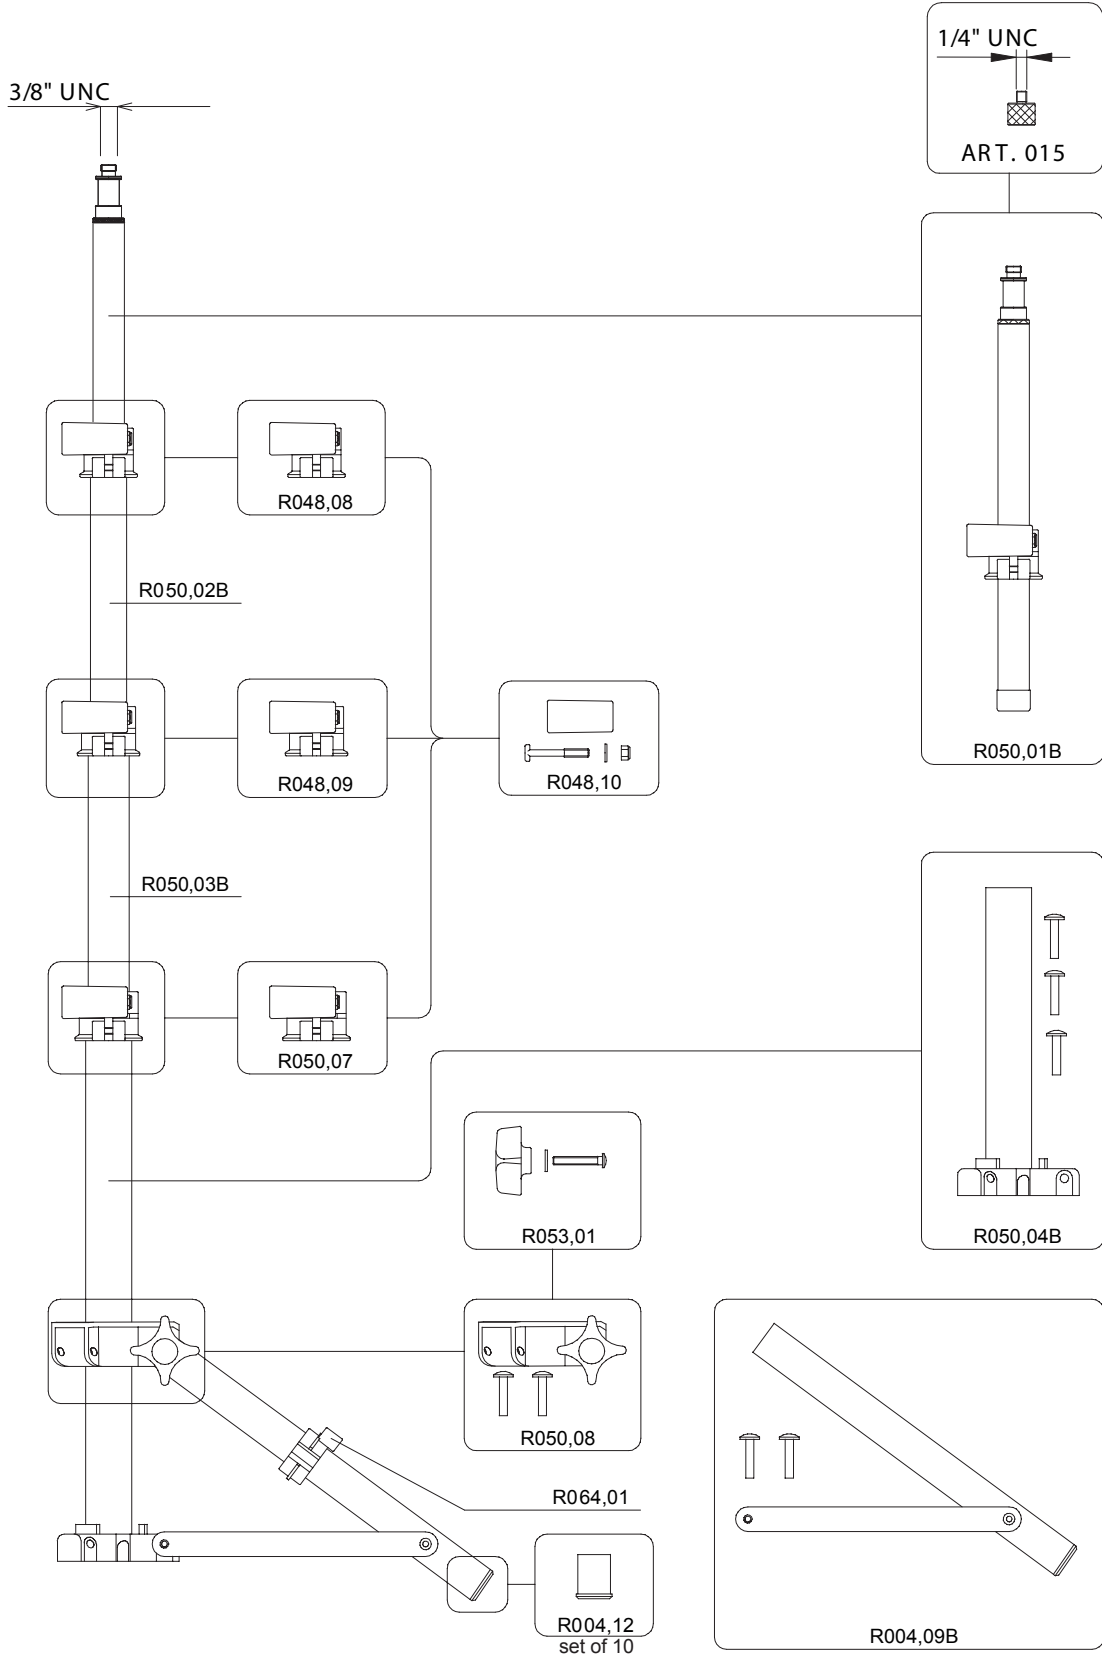 1/4" UNC
3/8" UNC
ART. 015
R048,08
R050,02B
R050,01B
R048,09
R048,10
R050,03B
R050,07
R053,01
R050,04B
R050,08
R064,01
R004,12
set of 10
R004,09B